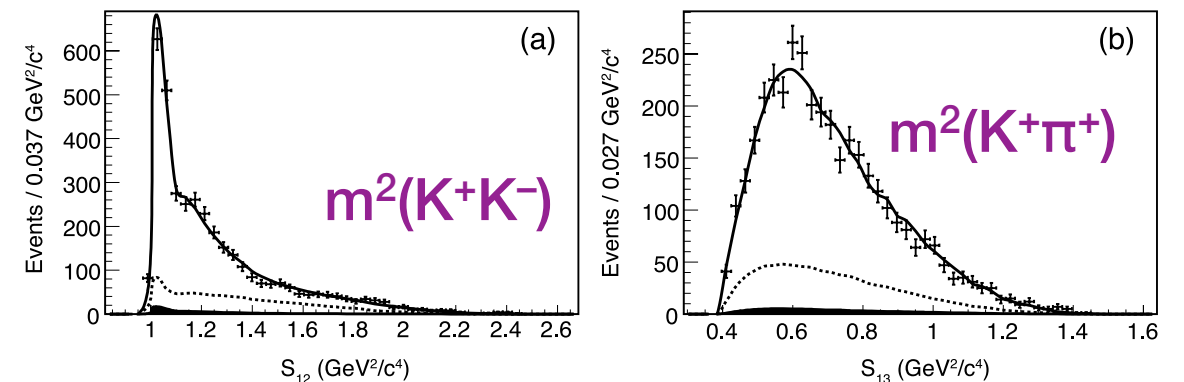 (a)
m²(K⁺K⁻)
Events / 0.037 GeV²/c⁴
600
500
400
300
200
100
0
1 1.2 1.4 1.6 1.8 2 2.2 2.4 2.6
S₁₂ (GeV²/c⁴)
(b)
m²(K⁺π⁺)
Events / 0.027 GeV²/c⁴
250
200
150
100
50
0
0.4 0.6 0.8 1 1.2 1.4 1.6
S₁₃ (GeV²/c⁴)